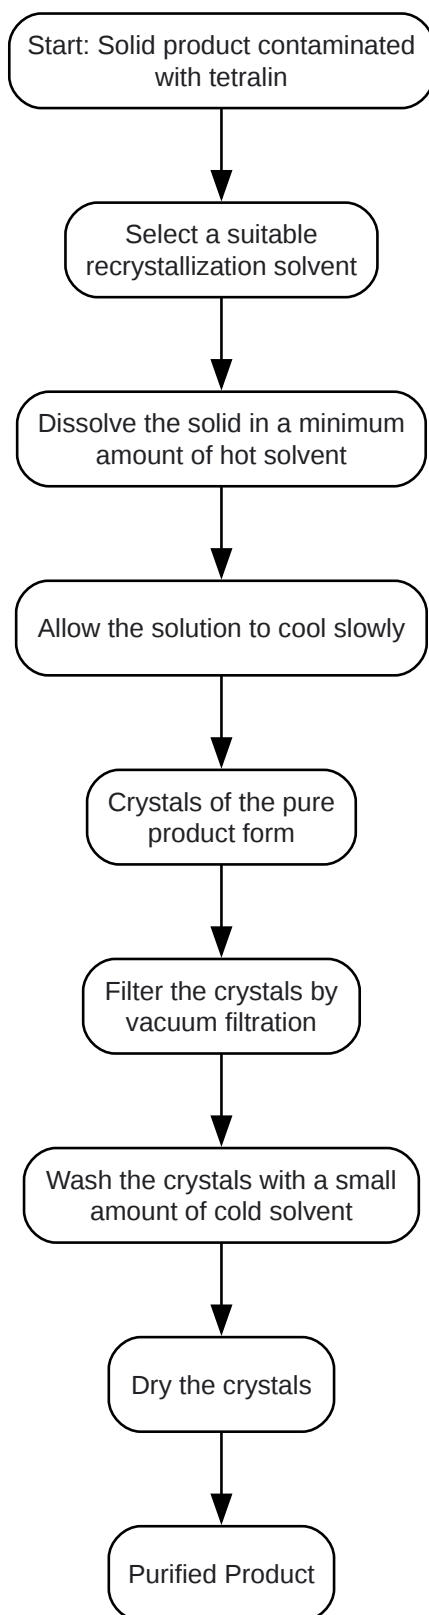 Start: Solid product contaminated
with tetralin
Select a suitable
recrystallization solvent
Dissolve the solid in a minimum
amount of hot solvent
Allow the solution to cool slowly
Crystals of the pure
product form
Filter the crystals by
vacuum filtration
Wash the crystals with a small
amount of cold solvent
Dry the crystals
Purified Product